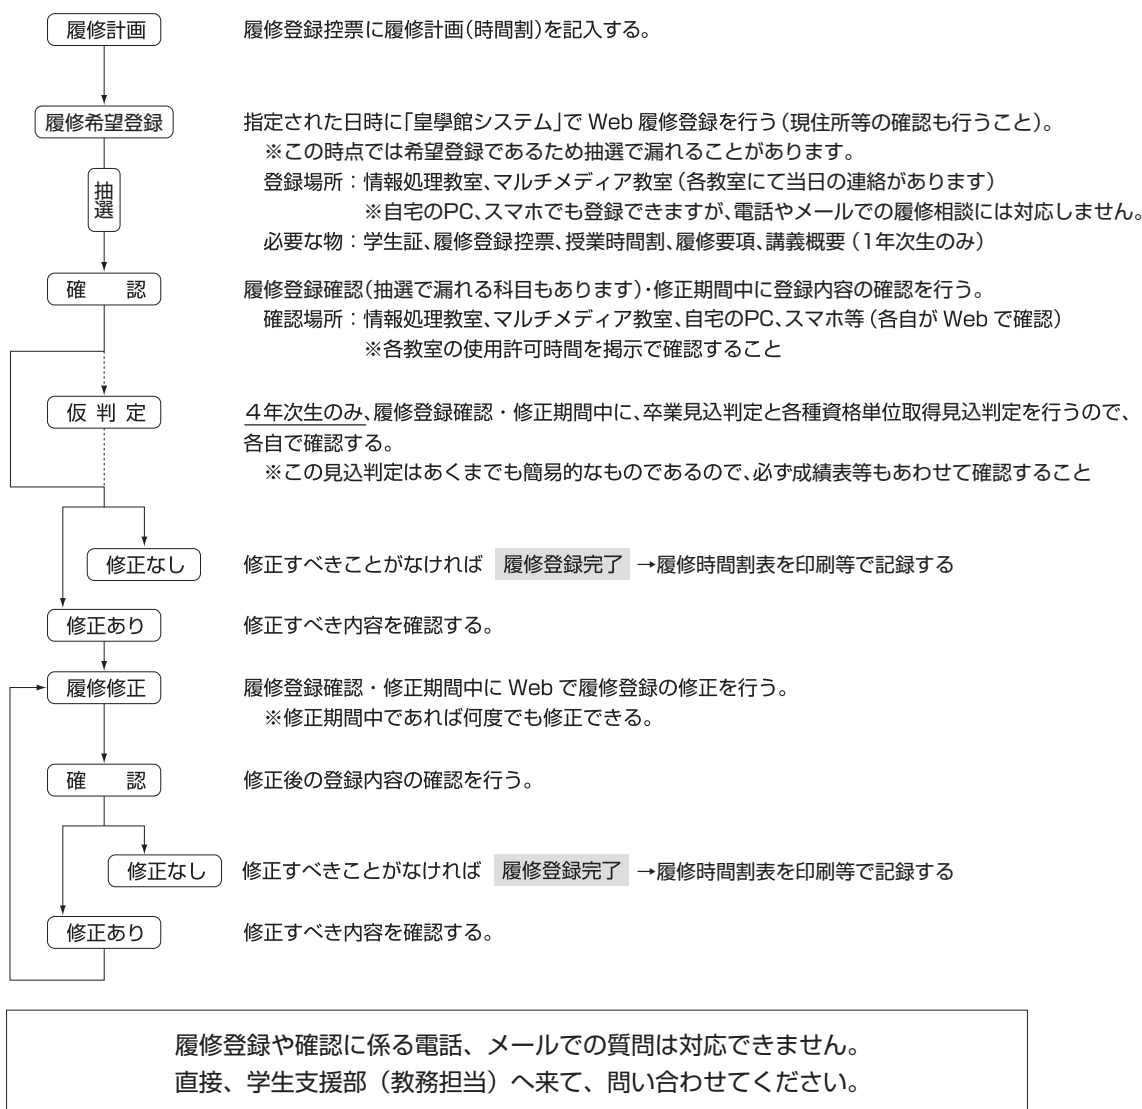 履修計画
履修登録控票に履修計画(時間割)を記入する。
履修希望登録
指定された日時に「皇學館システム」で Web 履修登録を行う(現住所等の確認も行うこと)。
※この時点では希望登録であるため抽選で漏れることがあります。
抽選
登録場所:情報処理教室、マルチメディア教室(各教室にて当日の連絡があります)
※自宅のPC、スマホでも登録できますが、電話やメールでの履修相談には対応しません。
必要な物:学生証、履修登録控票、授業時間割、履修要項、講義概要(1年次生のみ)
確 認
履修登録確認(抽選で漏れる科目もあります)・修正期間中に登録内容の確認を行う。
確認場所:情報処理教室、マルチメディア教室、自宅のPC、スマホ等(各自が Web で確認)
※各教室の使用許可時間を掲示で確認すること
仮 判 定
4年次生のみ、履修登録確認・修正期間中に、卒業見込判定と各種資格単位取得見込判定を行うので、
各自で確認する。
※この見込判定はあくまでも簡易的なものであるので、必ず成績表等もあわせて確認すること
修正なし
修正すべきことがなければ 履修登録完了 →履修時間割表を印刷等で記録する
修正あり
修正すべき内容を確認する。
履修修正
履修登録確認・修正期間中に Web で履修登録の修正を行う。
※修正期間中であれば何度でも修正できる。
確 認
修正後の登録内容の確認を行う。
修正なし
修正すべきことがなければ 履修登録完了 →履修時間割表を印刷等で記録する
修正あり
修正すべき内容を確認する。
履修登録や確認に係る電話、メールでの質問は対応できません。
直接、学生支援部(教務担当)へ来て、問い合わせてください。